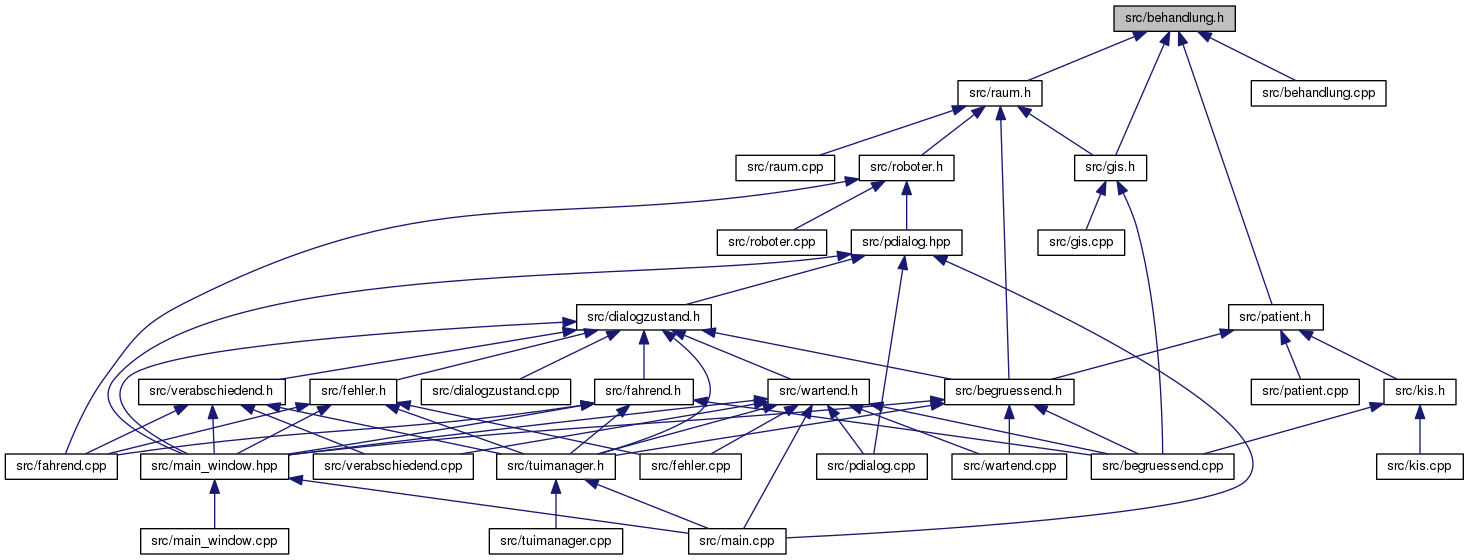 src/behandlung.h
src/raum.h
src/behandlung.cpp
src/raum.cpp
src/roboter.h
src/gis.h
src/roboter.cpp
src/pdialog.hpp
src/gis.cpp
src/dialogzustand.h
src/patient.h
src/verabschiedend.h
src/fehler.h
src/dialogzustand.cpp
src/fahrend.h
src/wartend.h
src/begruessend.h
src/patient.cpp
src/kis.h
src/fahrend.cpp
src/main_window.hpp
src/verabschiedend.cpp
src/tuimanager.h
src/fehler.cpp
src/pdialog.cpp
src/wartend.cpp
src/begruessend.cpp
src/kis.cpp
src/main_window.cpp
src/tuimanager.cpp
src/main.cpp